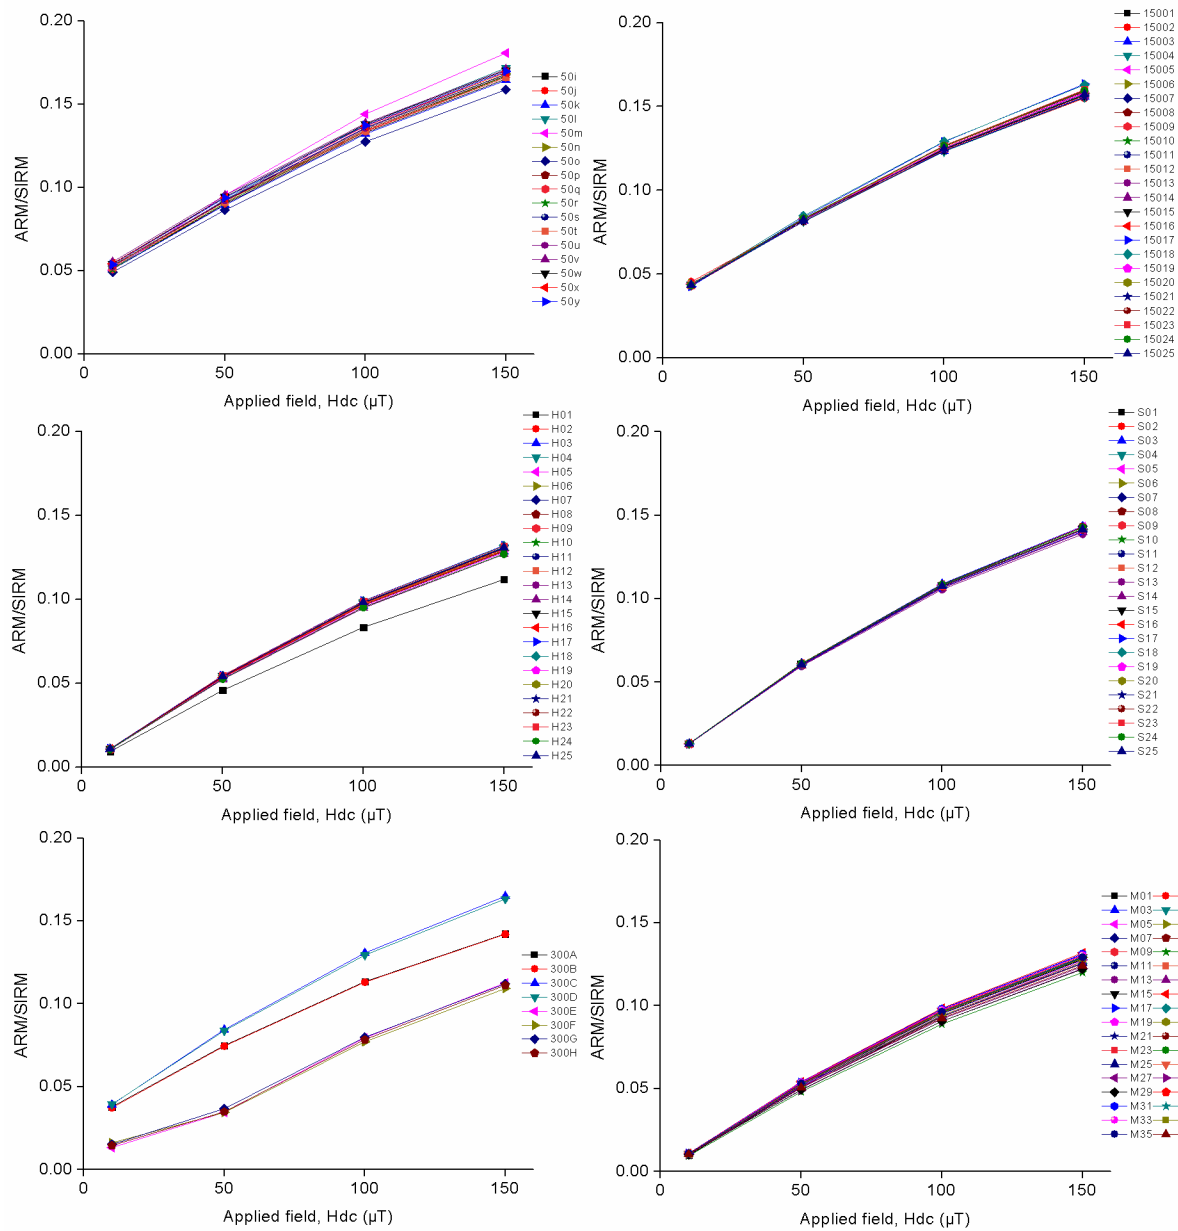 0.20
0.15
0.10
0.05
0.00
ARM/SIRM
0
50
100
150
Applied field, Hdc (µT)
50i
50j
50k
50l
50m
50n
50o
50p
50q
50r
50s
50t
50u
50v
50w
50x
50y
0.20
0.15
0.10
0.05
0.00
ARM/SIRM
0
50
100
150
Applied field, Hdc (µT)
15001
15002
15003
15004
15005
15006
15007
15008
15009
15010
15011
15012
15013
15014
15015
15016
15017
15018
15019
15020
15021
15022
15023
15024
15025
0.20
0.15
0.10
0.05
0.00
ARM/SIRM
0
50
100
150
Applied field, Hdc (µT)
H01
H02
H03
H04
H05
H06
H07
H08
H09
H10
H11
H12
H13
H14
H15
H16
H17
H18
H19
H20
H21
H22
H23
H24
H25
0.20
0.15
0.10
0.05
0.00
ARM/SIRM
0
50
100
150
Applied field, Hdc (µT)
S01
S02
S03
S04
S05
S06
S07
S08
S09
S10
S11
S12
S13
S14
S15
S16
S17
S18
S19
S20
S21
S22
S23
S24
S25
0.20
0.15
0.10
0.05
0.00
ARM/SIRM
0
50
100
150
Applied field, Hdc (µT)
300A
300B
300C
300D
300E
300F
300G
300H
0.20
0.15
0.10
0.05
0.00
ARM/SIRM
0
50
100
150
Applied field, Hdc (µT)
M01
M03
M05
M07
M09
M11
M13
M15
M17
M19
M21
M23
M25
M27
M29
M31
M33
M35